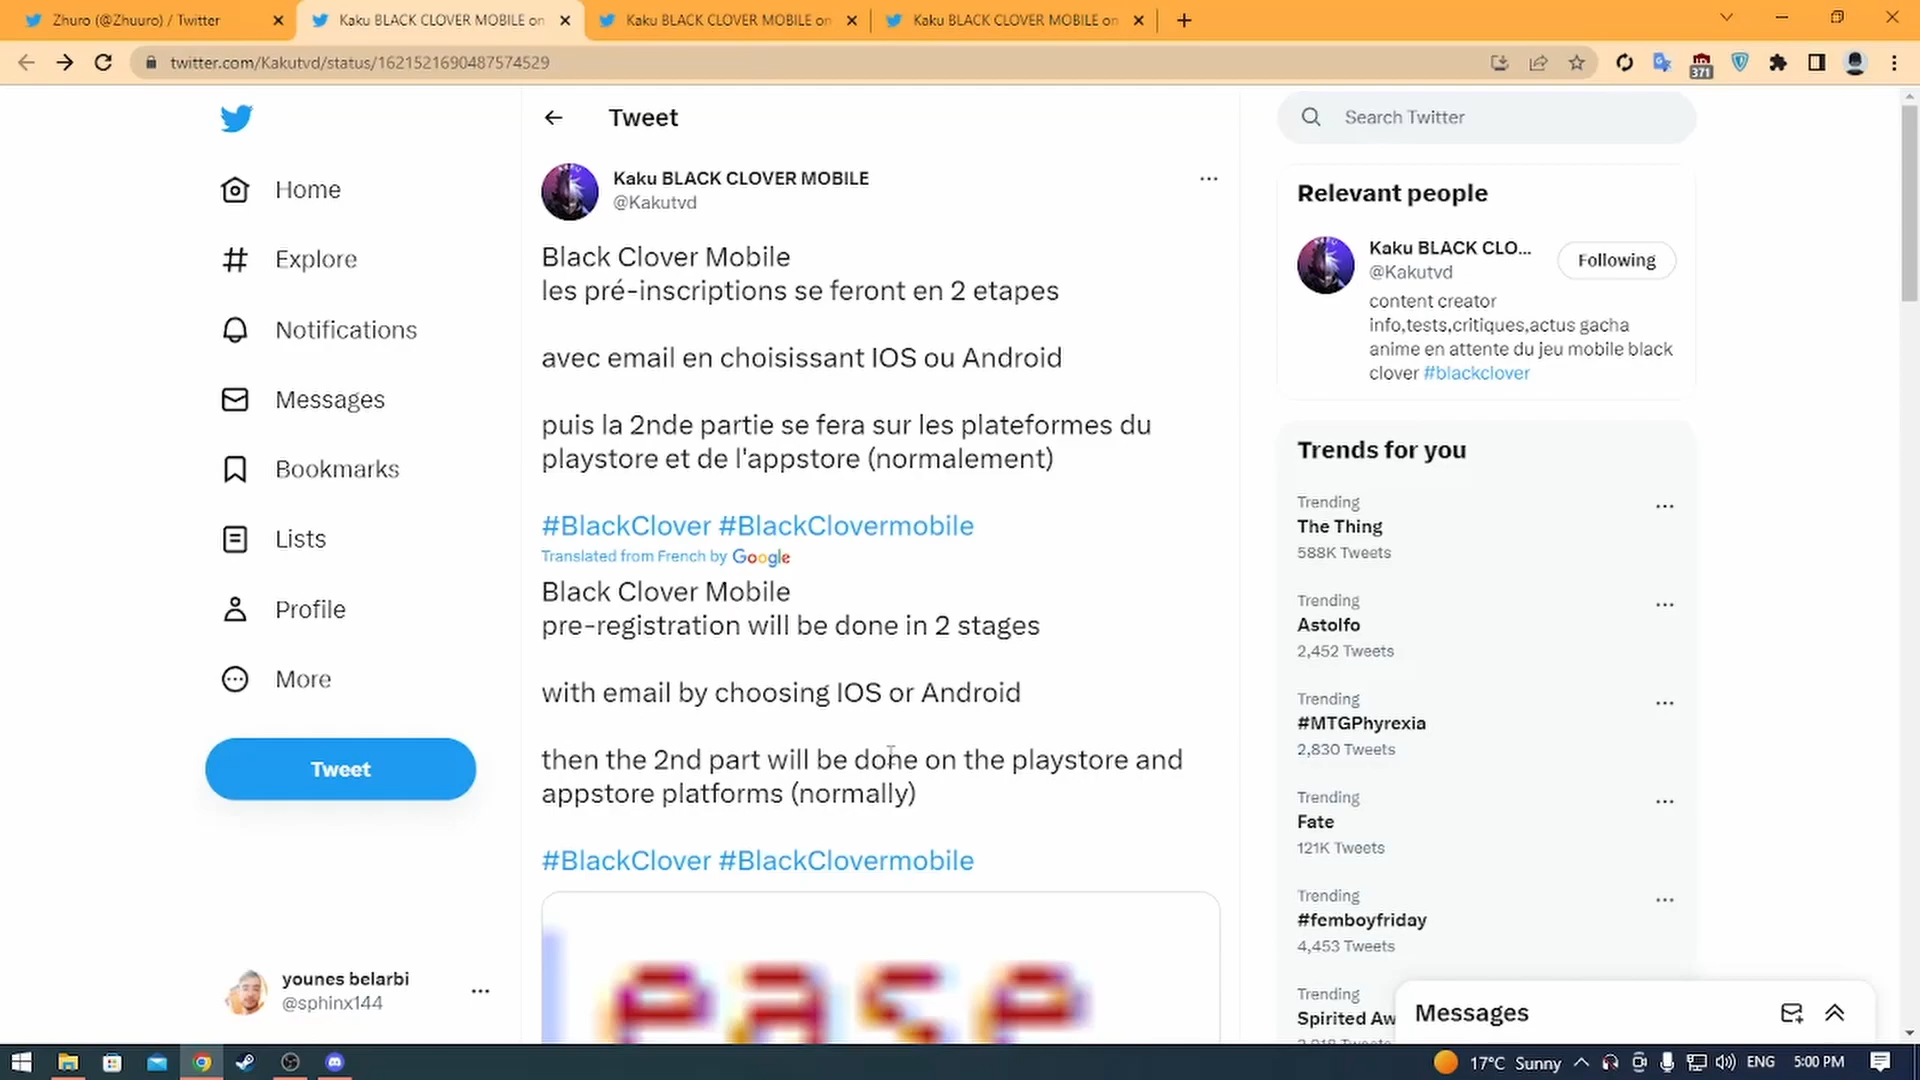 Zhuro (@Zhuuro) / Twitter
Kaku BLACK CLOVER MOBILE on
Kaku BLACK CLOVER MOBILE on
Kaku BLACK CLOVER MOBILE on
twitter.com/Kakutvd/status/1621521690487574529
371
Home
Explore
Notifications
Messages
Bookmarks
Lists
Profile
More
Tweet
younes belarbi
@sphinx144
Tweet
Kaku BLACK CLOVER MOBILE
@Kakutvd
Black Clover Mobile
les pré-inscriptions se feront en 2 etapes
avec email en choisissant IOS ou Android
puis la 2nde partie se fera sur les plateformes du
playstore et de l'appstore (normalement)
#BlackClover #BlackClovermobile
Translated from French by Google
Black Clover Mobile
pre-registration will be done in 2 stages
with email by choosing IOS or Android
then the 2nd part will be done on the playstore and
appstore platforms (normally)
#BlackClover #BlackClovermobile
ease
Search Twitter
Relevant people
Kaku BLACK CLO...
@Kakutvd
Following
content creator
info,tests,critiques,actus gacha
anime en attente du jeu mobile black
clover #blackclover
Trends for you
Trending
The Thing
588K Tweets
Trending
Astolfo
2,452 Tweets
Trending
#MTGPhyrexia
2,830 Tweets
Trending
Fate
121K Tweets
Trending
#femboyfriday
4,453 Tweets
Trending
Spirited Aw
Messages
17°C Sunny
ENG
5:00 PM